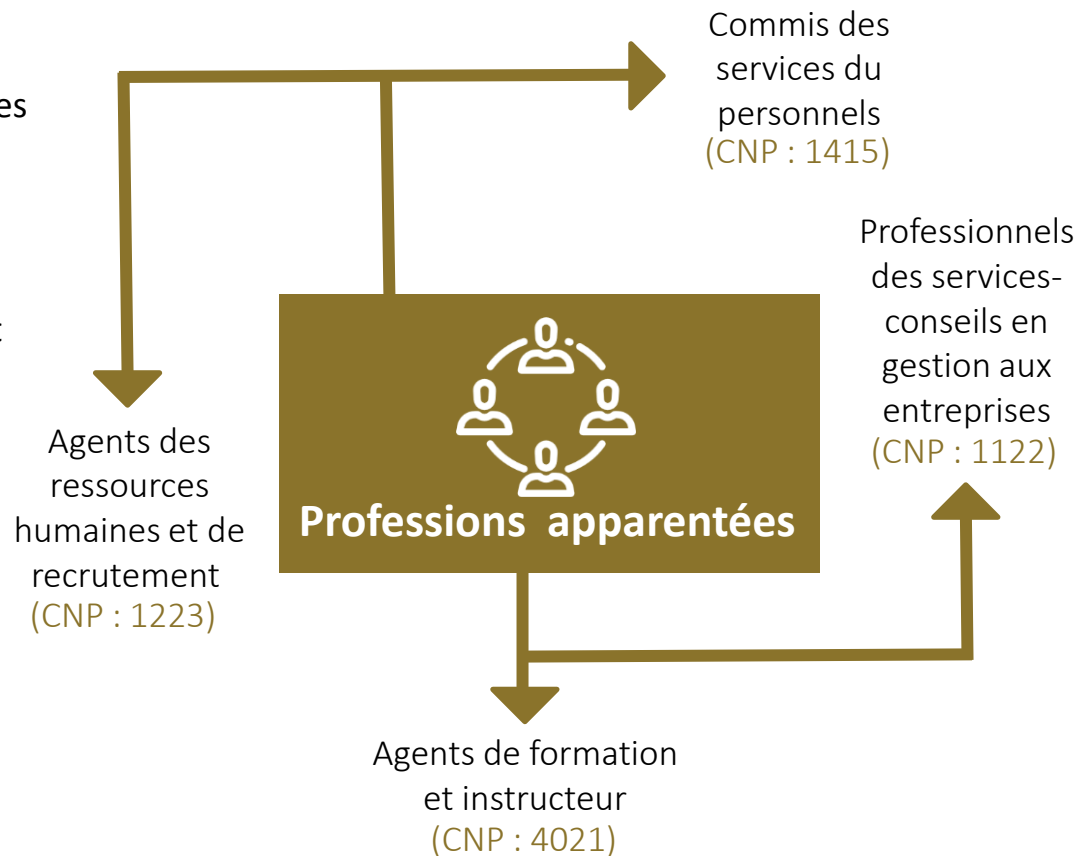 Commis des
services du
personnels
(CNP : 1415)
es
Professionnels
des services-
conseils en
gestion aux
entreprises
(CNP : 1122)
Agents des
ressources
humaines et de
recrutement
(CNP : 1223)
Professions apparentées
Agents de formation
et instructeur
(CNP : 4021)